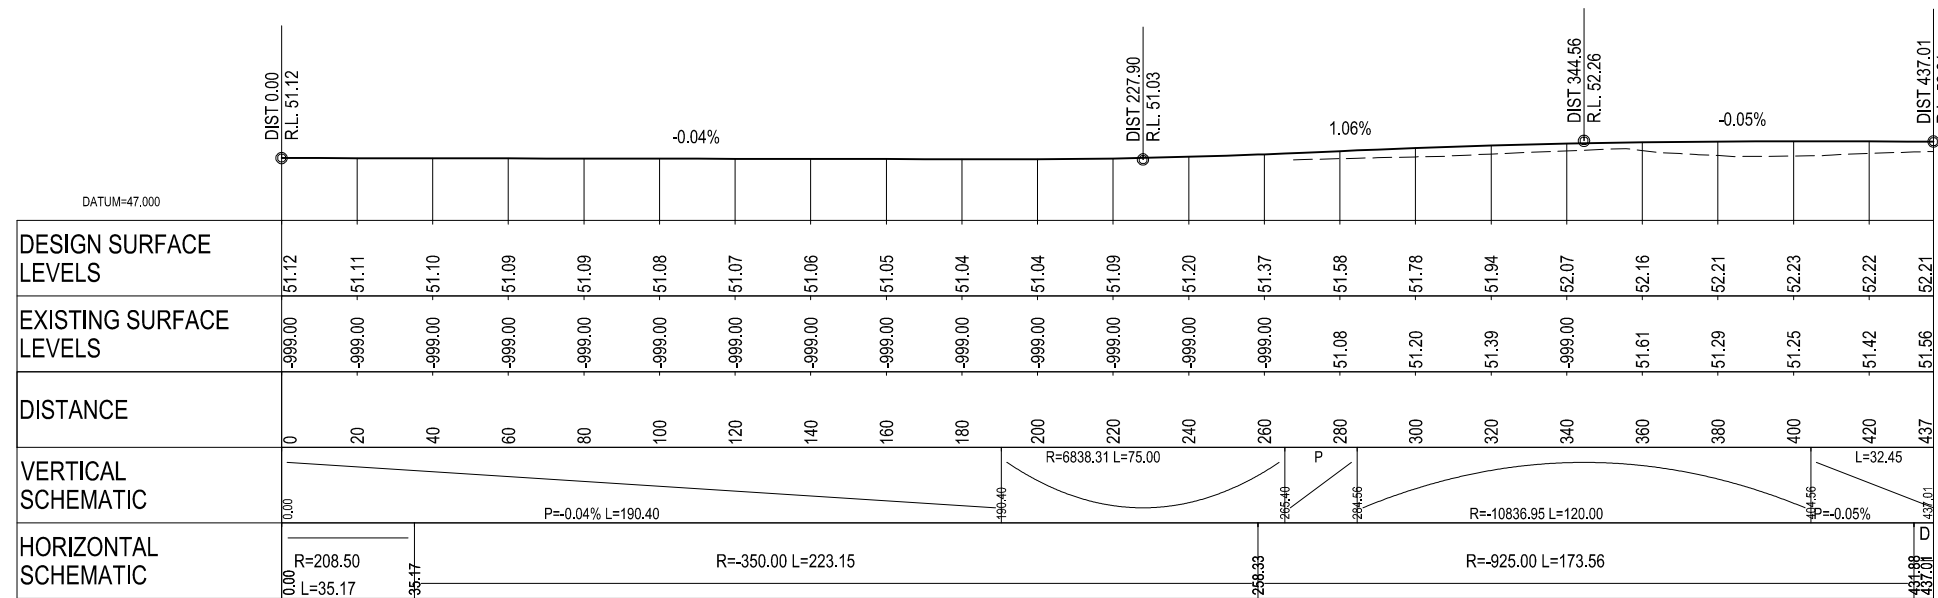 DIST 0.00
R.L. 51.12
DIST 227.90
R.L. 51.03
DIST 344.56
R.L. 52.26
DIST 437.01
-0.04%
1.06%
-0.05%
DATUM=47.000
DESIGN SURFACE
LEVELS
51.12 51.11 51.10 51.09 51.09 51.08 51.07 51.06 51.05 51.04 51.04 51.09 51.20 51.37 51.58 51.78 51.94 52.07 52.16 52.21 52.23 52.22 52.21
EXISTING SURFACE
LEVELS
-999.00 -999.00 -999.00 -999.00 -999.00 -999.00 -999.00 -999.00 -999.00 -999.00 -999.00 -999.00 -999.00 -999.00 51.08 51.20 51.39 -999.00 51.61 51.29 51.25 51.42 51.56
DISTANCE
0 20 40 60 80 100 120 140 160 180 200 220 240 260 280 300 320 340 360 380 400 420 437
VERTICAL
SCHEMATIC
0.00
P=-0.04% L=190.40
190.40
R=6838.31 L=75.00
265.40
P
284.56
R=-10836.95 L=120.00
404.56
L=32.45
P=-0.05%
437.01
HORIZONTAL
SCHEMATIC
0.00
R=208.50
L=35.17
35.17
R=-350.00 L=223.15
258.33
R=-925.00 L=173.56
431.88
D
437.01